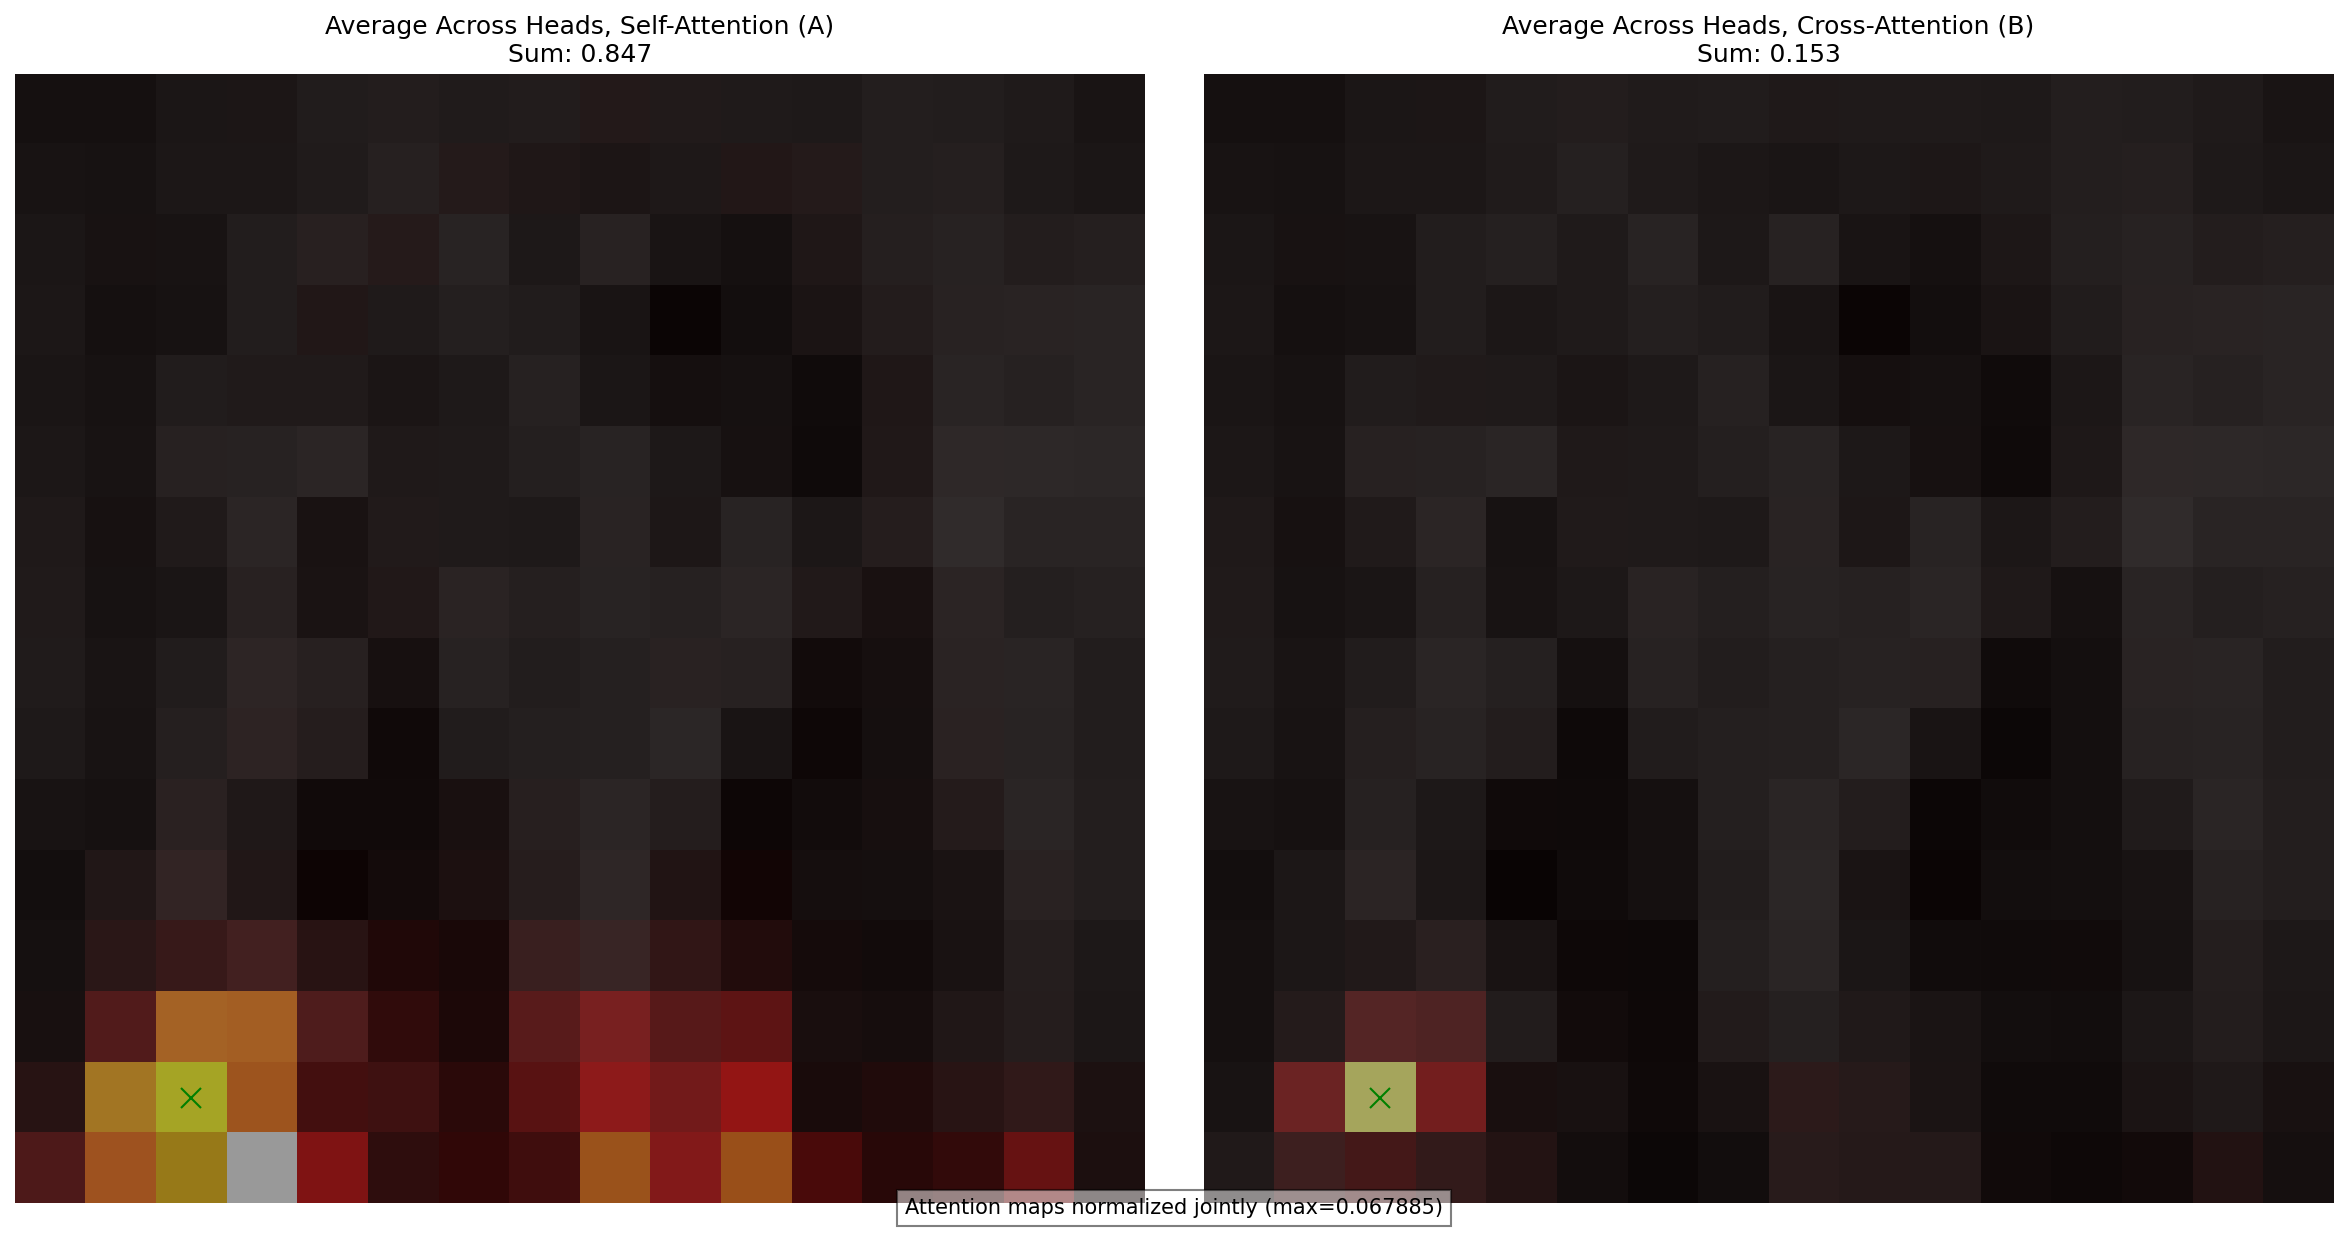 Average Across Heads, Self-Attention (A)
Sum: 0.847
Average Across Heads, Cross-Attention (B)
Sum: 0.153
Attention maps normalized jointly (max=0.067885)